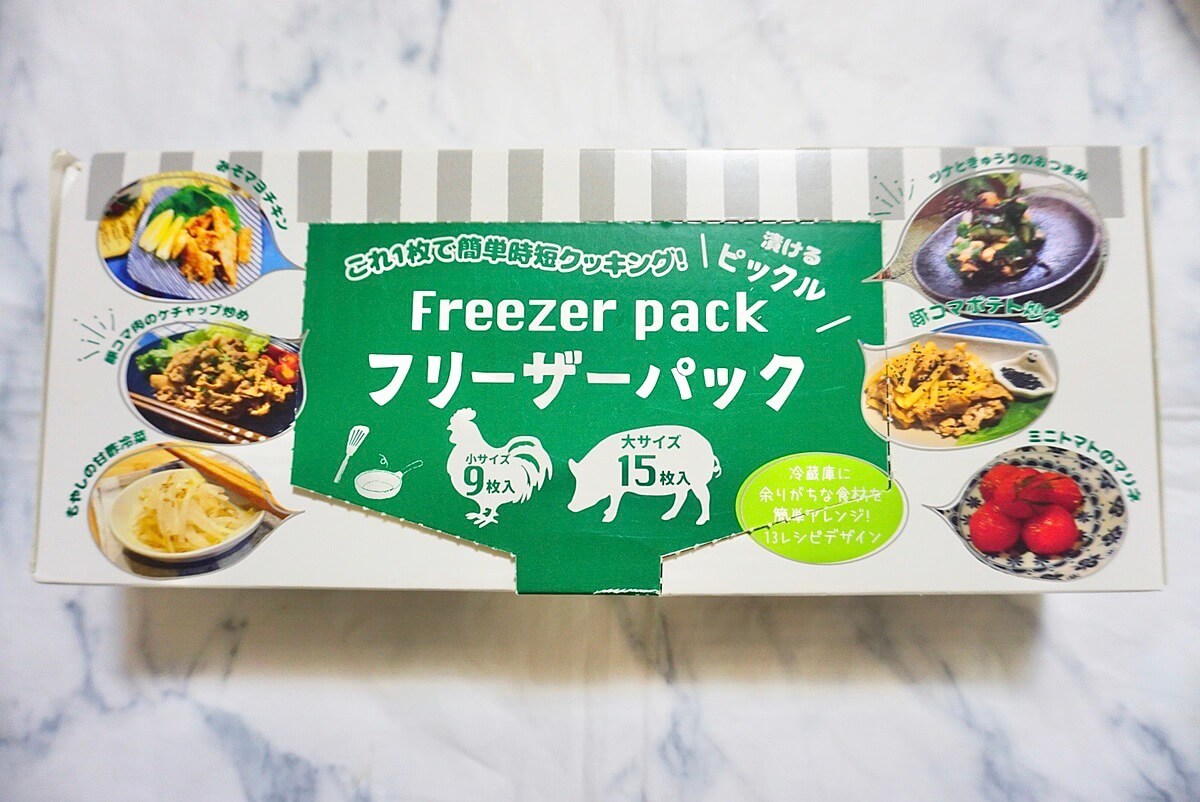 みそマヨチキン
豚コマ肉のケチャップ炒め
もやしの甘酢冷菜
これ1枚で簡単時短クッキング!
漬ける
ピックル
Freezer pack
フリーザーパック
小サイズ
9枚入
大サイズ
15枚入
冷蔵庫に
余りがちな食材を
簡単アレンジ!
13レシピデザイン
ツナときゅうりのおつまみ
豚コマポテト炒め
ミニトマトのマリネ